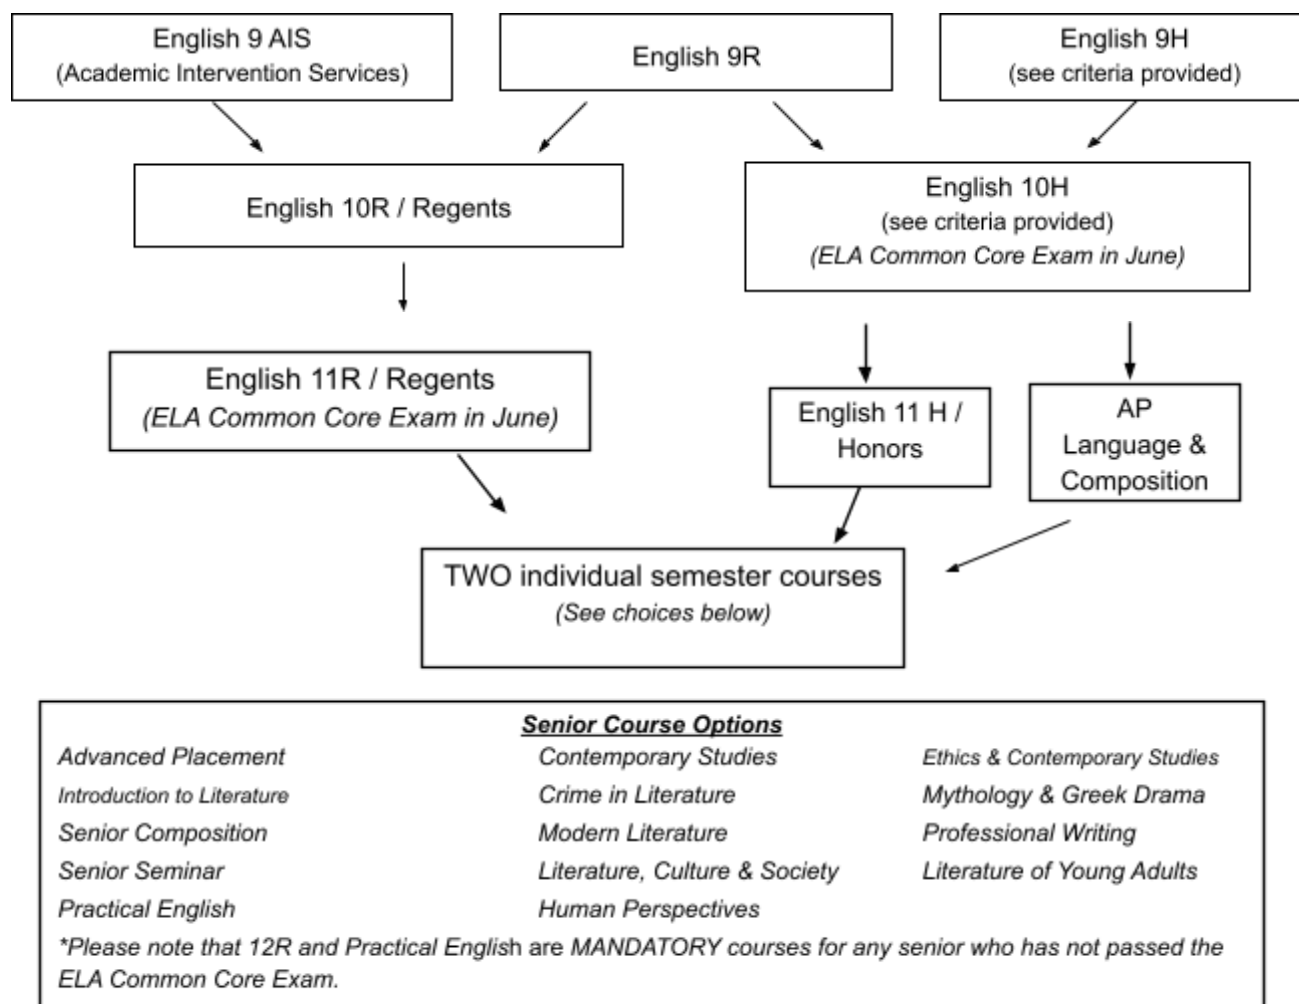 English 9 AIS
(Academic Intervention Services)
English 9R
English 9H
(see criteria provided)
English 10R / Regents
English 10H
(see criteria provided)
(ELA Common Core Exam in June)
English 11R / Regents
(ELA Common Core Exam in June)
English 11 H /
Honors
AP
Language &
Composition
TWO individual semester courses
(See choices below)
Senior Course Options
Advanced Placement
Contemporary Studies
Ethics & Contemporary Studies
Introduction to Literature
Crime in Literature
Mythology & Greek Drama
Senior Composition
Modern Literature
Professional Writing
Senior Seminar
Literature, Culture & Society
Literature of Young Adults
Practical English
Human Perspectives
*Please note that 12R and Practical English are MANDATORY courses for any senior who has not passed the
ELA Common Core Exam.